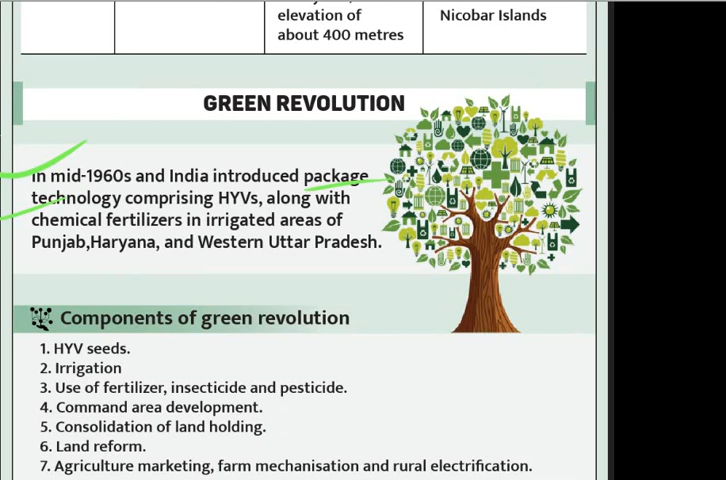 elevation of
about 400 metres
Nicobar Islands
GREEN REVOLUTION
In mid-1960s and India introduced package
technology comprising HYVs, along with
chemical fertilizers in irrigated areas of
Punjab,Haryana, and Western Uttar Pradesh.
Components of green revolution
1. HYV seeds.
2. Irrigation
3. Use of fertilizer, insecticide and pesticide.
4. Command area development.
5. Consolidation of land holding.
6. Land reform.
7. Agriculture marketing, farm mechanisation and rural electrification.